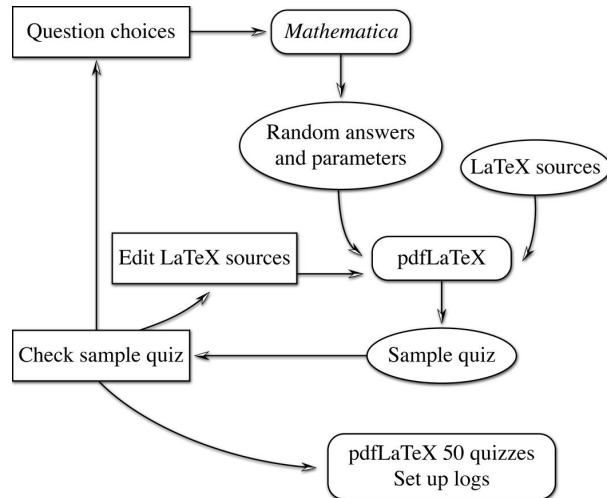 Question choices
Mathematica
Random answers
and parameters
LaTeX sources
Edit LaTeX sources
pdfLaTeX
Check sample quiz
Sample quiz
pdfLaTeX 50 quizzes
Set up logs